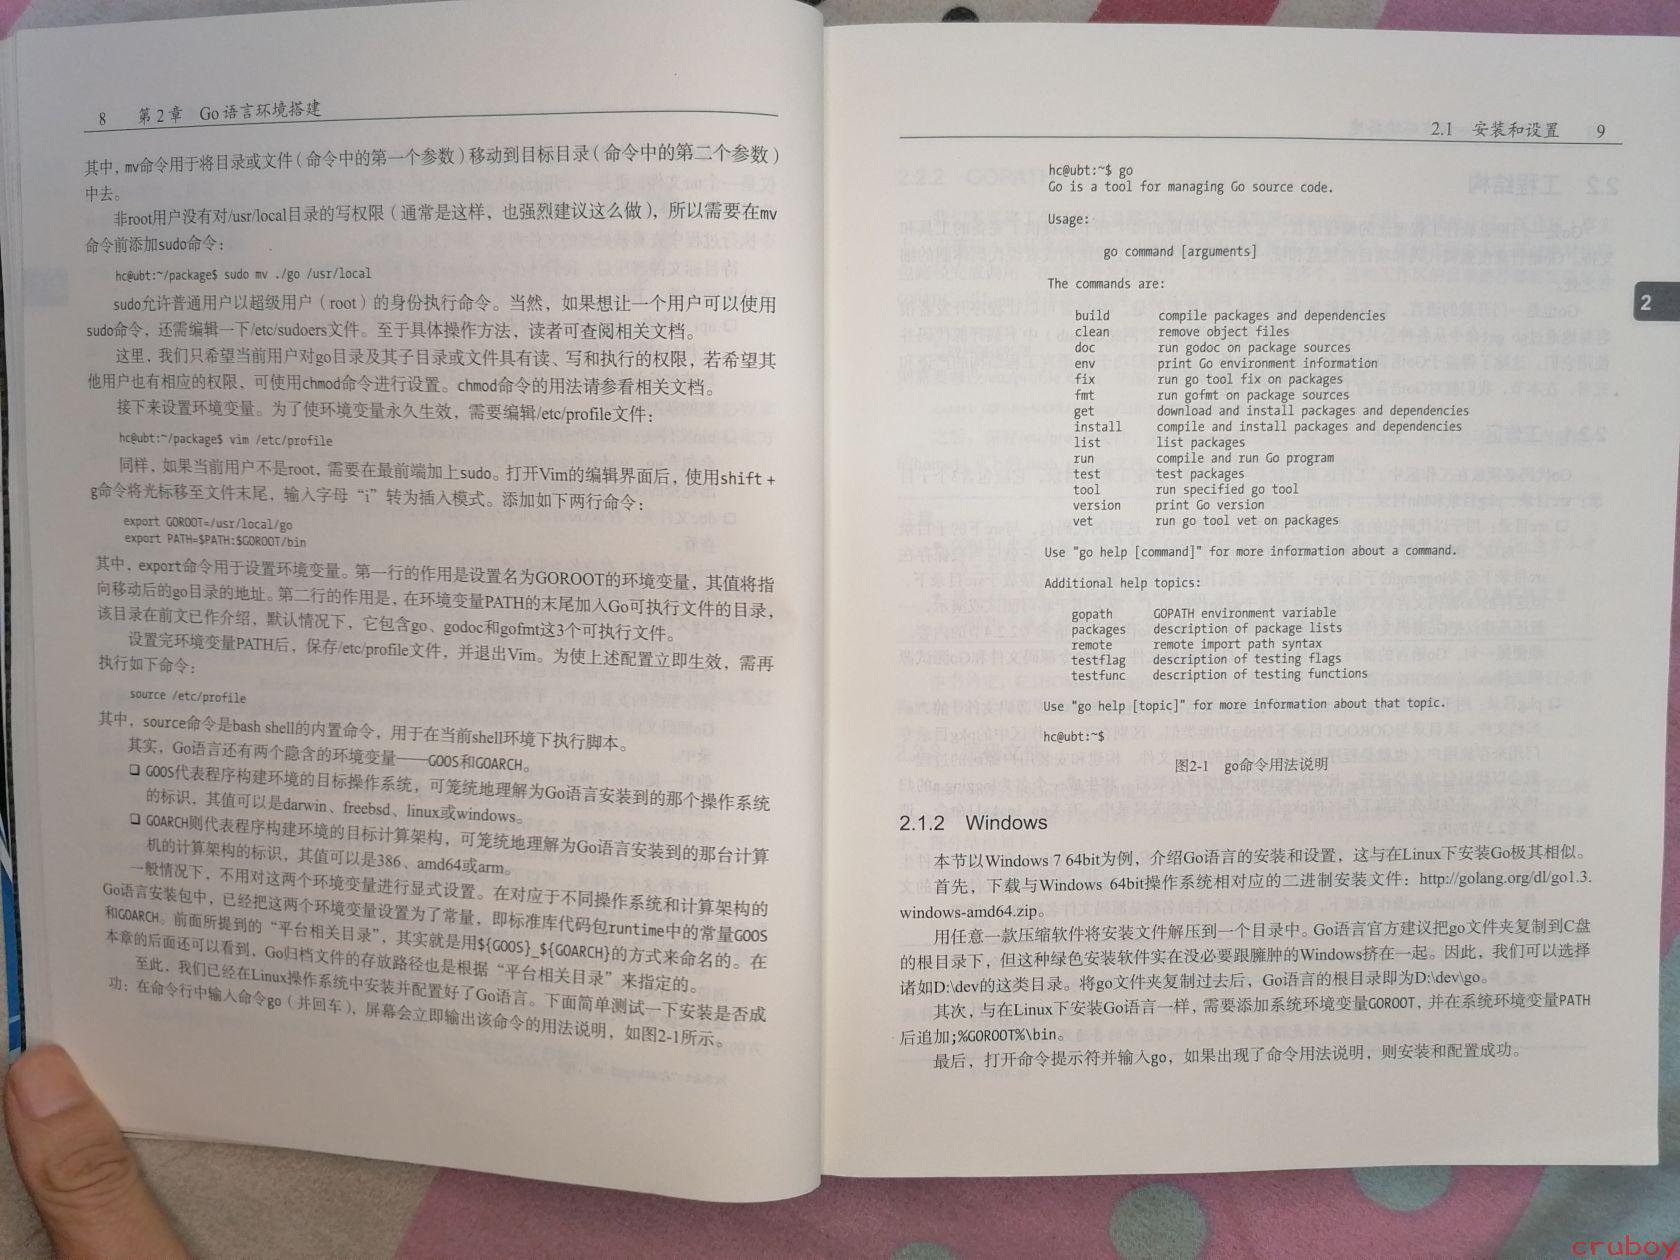 8 第2章 Go语言环境搭建
其中，mv命令用于将目录或文件（命令中的第一个参数）移动到目标目录（命令中的第二个参数）
中去。
非root用户没有对/usr/local目录的写权限（通常是这样，也强烈建议这么做），所以需要在mv
命令前添加sudo命令：
hc@ubt:~/package$ sudo mv ./go /usr/local
sudo允许普通用户以超级用户（root）的身份执行命令。当然，如果想让一个用户可以使用
sudo命令，还需编辑一下/etc/sudoers文件。至于具体操作方法，读者可查阅相关文档。
这里，我们只希望当前用户对go目录及其子目录或文件具有读、写和执行的权限，若希望其
他用户也有相应的权限，可使用chmod命令进行设置。chmod命令的用法请参看相关文档。
接下来设置环境变量。为了使环境变量永久生效，需要编辑/etc/profile文件：
hc@ubt:~/package$ vim /etc/profile
同样，如果当前用户不是root，需要在最前端加上sudo。打开Vim的编辑界面后，使用shift +
g命令将光标移至文件末尾，输入字母“i”转为插入模式。添加如下两行命令：
export GOROOT=/usr/local/go
export PATH=$PATH:$GOROOT/bin
其中，export命令用于设置环境变量。第一行的作用是设置名为GOROOT的环境变量，其值将指
向移动后的go目录的地址。第二行的作用是，在环境变量PATH的末尾加入Go可执行文件的目录，
该目录在前文已作介绍，默认情况下，它包含go、godoc和gofmt这3个可执行文件。
设置完环境变量PATH后，保存/etc/profile文件，并退出Vim。为使上述配置立即生效，需再
执行如下命令：
source /etc/profile
其中，source命令是bash shell的内置命令，用于在当前shell环境下执行脚本。
其实，Go语言还有两个隐含的环境变量——GOOS和GOARCH。
❑ GOOS代表程序构建环境的目标操作系统，可笼统地理解为Go语言安装到的那个操作系统
的标识，其值可以是darwin、freebsd、linux或windows。
❑ GOARCH则代表程序构建环境的目标计算架构，可笼统地理解为Go语言安装到的那台计算
机的计算架构的标识，其值可以是386、amd64或arm。
一般情况下，不用对这两个环境变量进行显式设置。在对应于不同操作系统和计算架构的
Go语言安装包中，已经把这两个环境变量设置为了常量，即标准库代码包runtime中的常量GOOS
和GOARCH。前面所提到的“平台相关目录”，其实就是用${GOOS}_${GOARCH}的方式来命名的。在
本章的后面还可以看到，Go归档文件的存放路径也是根据“平台相关目录”来指定的。
至此，我们已经在Linux操作系统中安装并配置好了Go语言。下面简单测试一下安装是否成
功：在命令行中输入命令go（并回车），屏幕会立即输出该命令的用法说明，如图2-1所示。
2.1 安装和设置 9
hc@ubt:~$ go
Go is a tool for managing Go source code.
Usage:
go command [arguments]
The commands are:
build compile packages and dependencies
clean remove object files
doc run godoc on package sources
env print Go environment information
fix run go tool fix on packages
fmt run gofmt on package sources
get download and install packages and dependencies
install compile and install packages and dependencies
list list packages
run compile and run Go program
test test packages
tool run specified go tool
version print Go version
vet run go tool vet on packages
Use "go help [command]" for more information about a command.
Additional help topics:
gopath GOPATH environment variable
packages description of package lists
remote remote import path syntax
testflag description of testing flags
testfunc description of testing functions
Use "go help [topic]" for more information about that topic.
hc@ubt:~$
图2-1 go命令用法说明
2
2.1.2 Windows
本节以Windows 7 64bit为例，介绍Go语言的安装和设置，这与在Linux下安装Go极其相似。
首先，下载与Windows 64bit操作系统相对应的二进制安装文件：http://golang.org/dl/go1.3.
windows-amd64.zip。
用任意一款压缩软件将安装文件解压到一个目录中。Go语言官方建议把go文件夹复制到C盘
的根目录下，但这种绿色安装软件实在没必要跟臃肿的Windows挤在一起。因此，我们可以选择
诸如D:\dev的这类目录。将go文件夹复制过去后，Go语言的根目录即为D:\dev\go。
其次，与在Linux下安装Go语言一样，需要添加系统环境变量GOROOT，并在系统环境变量PATH
后追加;%GOROOT%\bin。
最后，打开命令提示符并输入go，如果出现了命令用法说明，则安装和配置成功。
cruboy